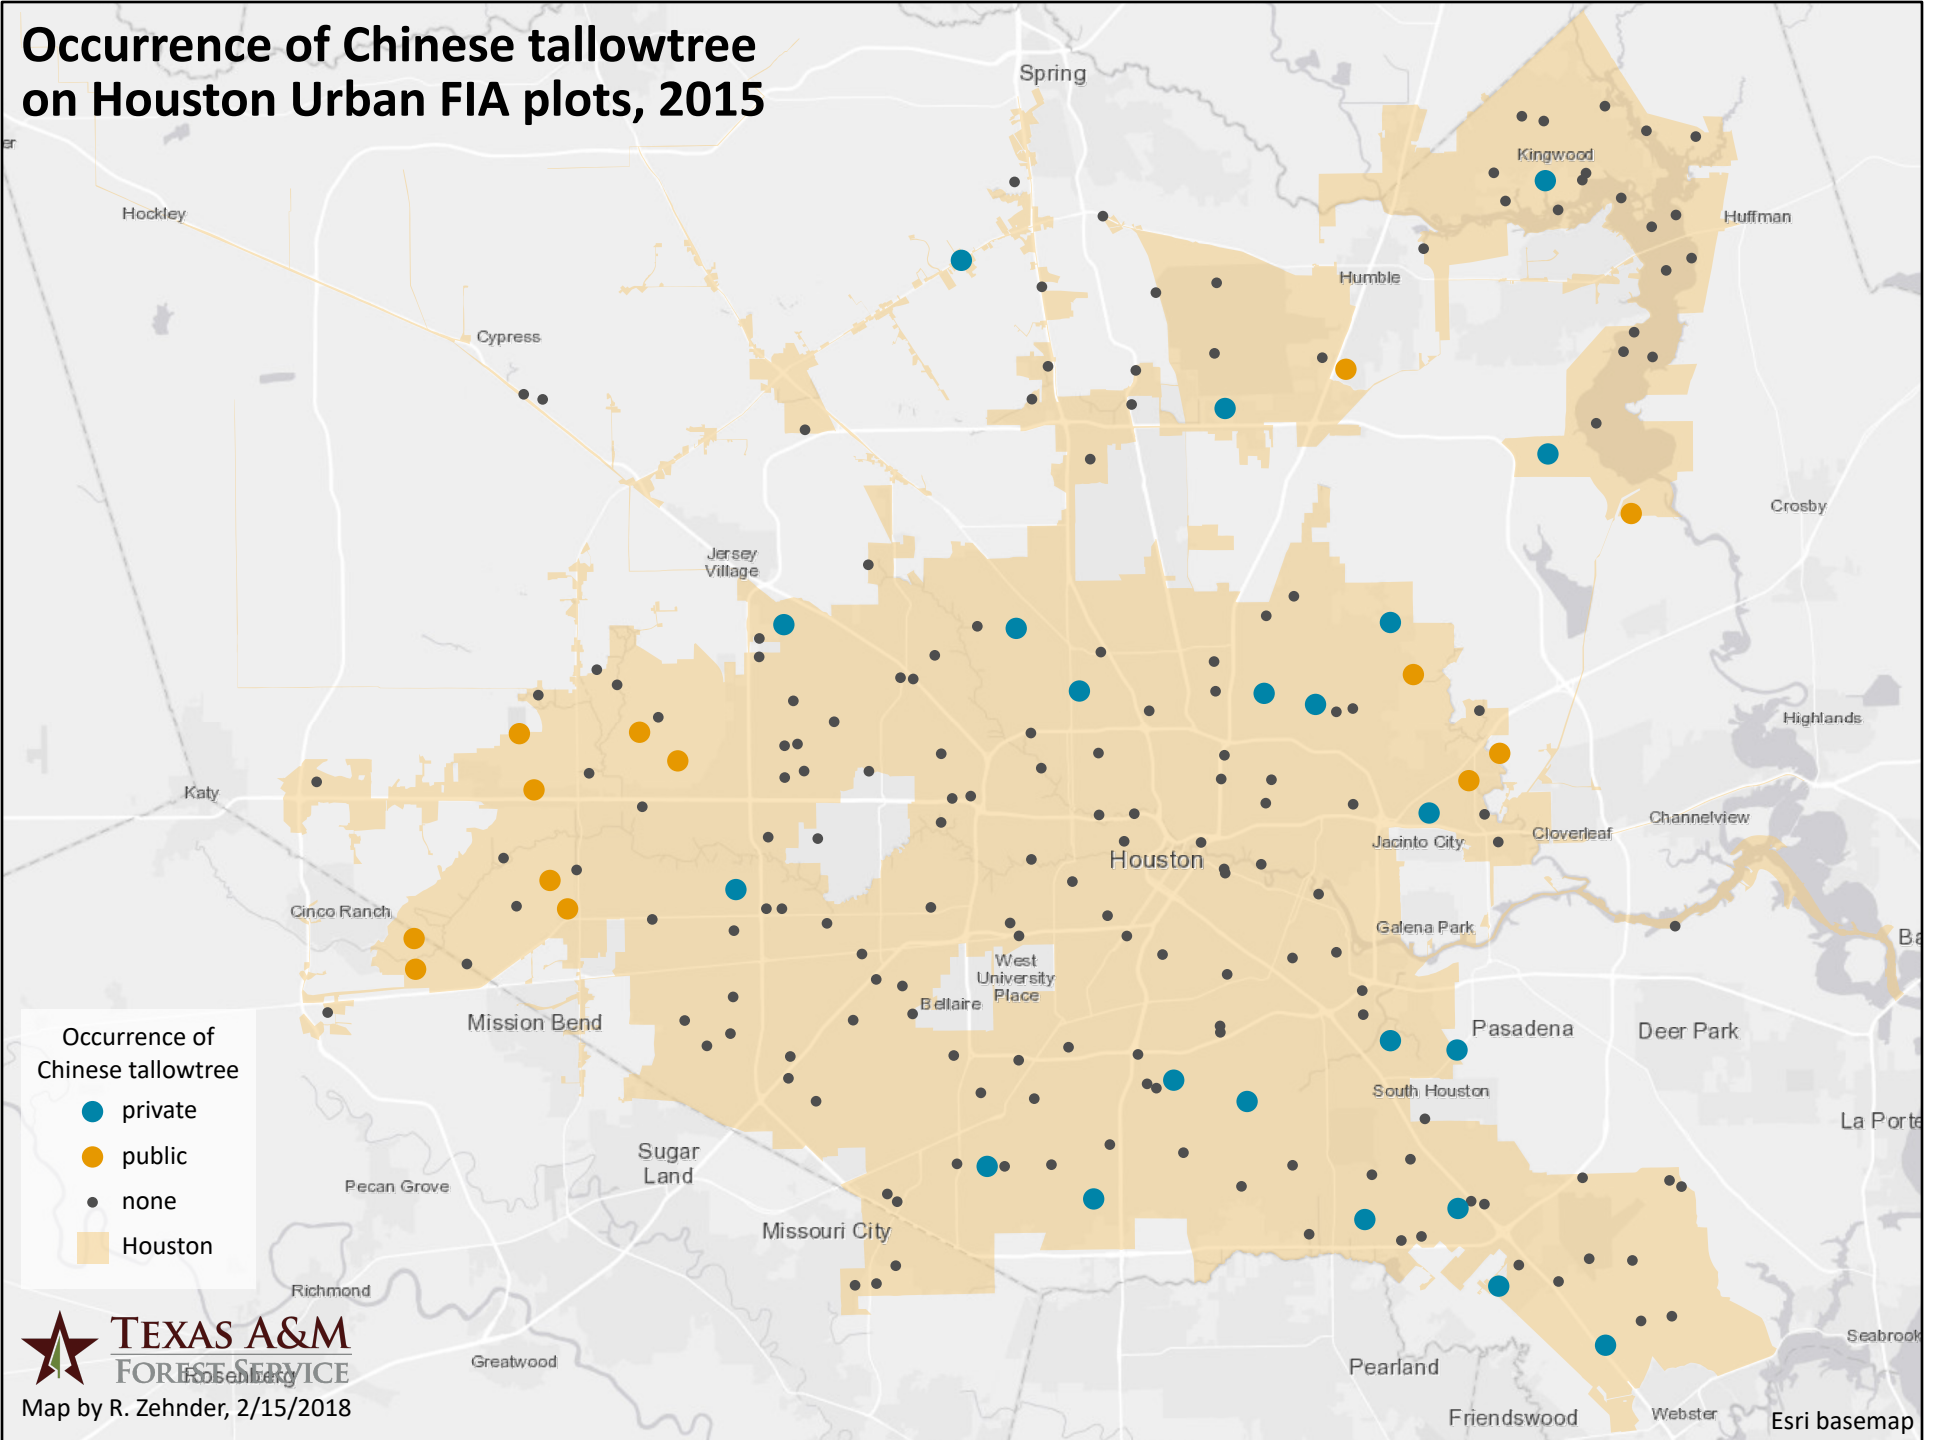 Occurrence of Chinese tallowtree
on Houston Urban FIA plots, 2015
Spring
er
Kingwood
Hockley
Huffman
Humble
Cypress
Crosby
Jersey
Village
Highlands
Katy
Channelview
Cloverleaf
Jacinto City
Houston
Cinco Ranch
Galena Park
Ba
West
University
Place
Bellaire
Mission Bend
Pasadena
Deer Park
South Houston
La Porte
Sugar
Land
Pecan Grove
Missouri City
Richmond
Seabrook
Greatwood
Pearland
Rosenberg
Friendswood
Webster
Occurrence of
Chinese tallowtree
private
public
none
Houston
TEXAS A&M
FOREST SERVICE
Map by R. Zehnder, 2/15/2018
Esri basemap